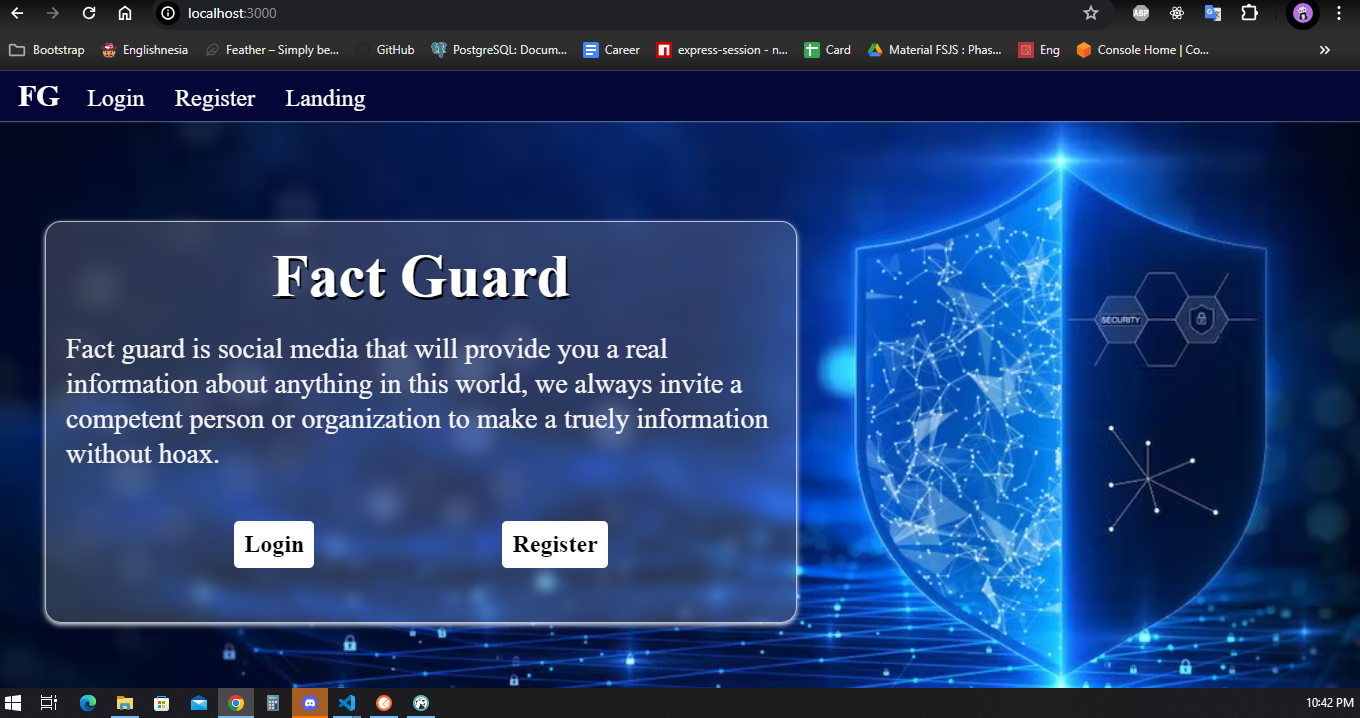 localhost:3000
ABP
Bootstrap
Englishnesia
Feather – Simply be...
GitHub
PostgreSQL: Docum...
Career
express-session - n...
Card
Material FSJS : Phas...
Eng
Console Home | Co...
FG Login Register Landing
Fact Guard
Fact guard is social media that will provide you a real
information about anything in this world, we always invite a
competent person or organization to make a truely information
without hoax.
Login
Register
SECURITY
10:42 PM